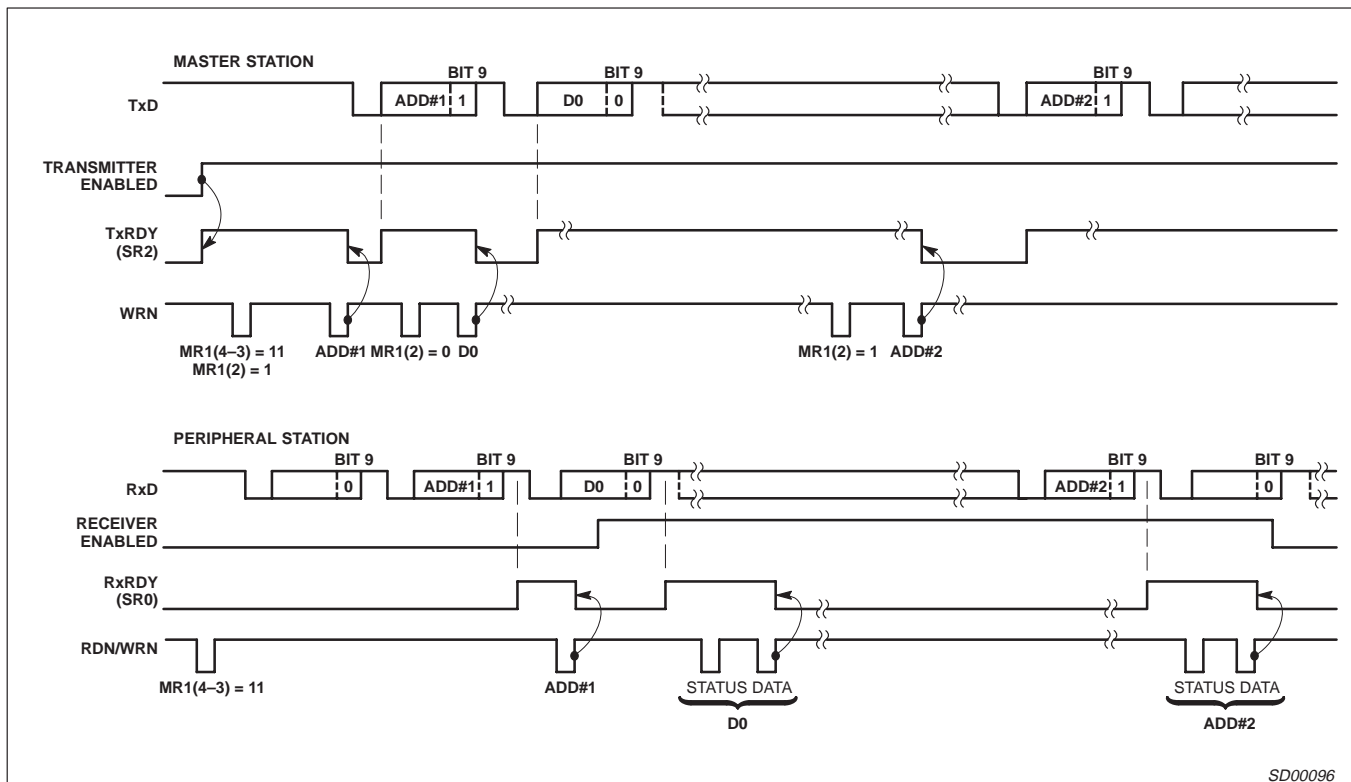 MASTER STATION
BIT 9 BIT 9 BIT 9
TxD ADD#1 1 D0 0 ADD#2 1
TRANSMITTER
ENABLED
TxRDY
(SR2)
WRN
MR1(4–3) = 11 ADD#1 MR1(2) = 0 D0 MR1(2) = 1 ADD#2
MR1(2) = 1
PERIPHERAL STATION
BIT 9 BIT 9 BIT 9 BIT 9 BIT 9
RxD 0 ADD#1 1 D0 0 ADD#2 1 0
RECEIVER
ENABLED
RxRDY
(SR0)
RDN/WRN
MR1(4–3) = 11 ADD#1 STATUS DATA STATUS DATA
D0 ADD#2
SD00096